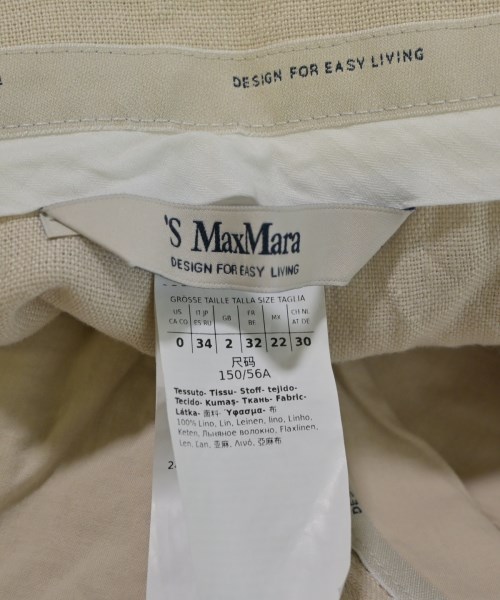 DESIGN FOR EASY LIVING
'S MaxMara
DESIGN FOR EASY LIVING
GRÖSSE TAILLE TALLA SIZE TAGLIA
US IT JP GB FR MX CH NL
CA CO ES RU BE AT DE
0 34 2 32 22 30
尺码
150/56A
Tessuto- Tissu- Stoff- tejido-
Tecido- Kumaş- Ткань- Fabric-
Látka- 面料- Ύφασμα- 布
100% Lino, Lin, Leinen, lino, Linho,
Keten, Льняное волокно, Flaxlinen,
Len, Ľan, 亚麻, Λινό, 亞麻布